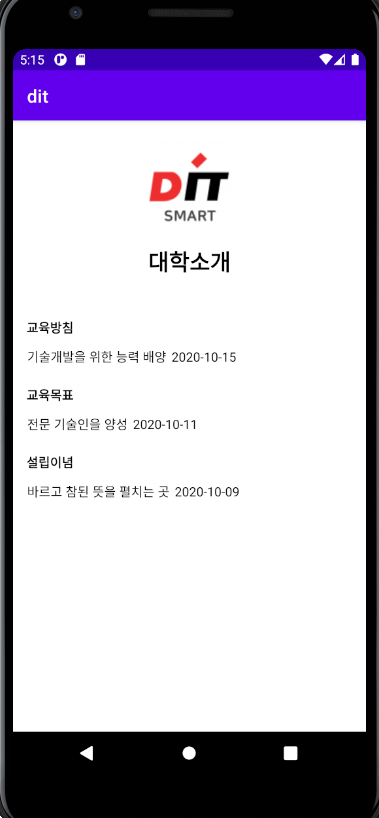 5:15
dit
DIT
SMART
대학소개
교육방침
기술개발을 위한 능력 배양 2020-10-15
교육목표
전문 기술인을 양성 2020-10-11
설립이념
바르고 참된 뜻을 펼치는 곳 2020-10-09